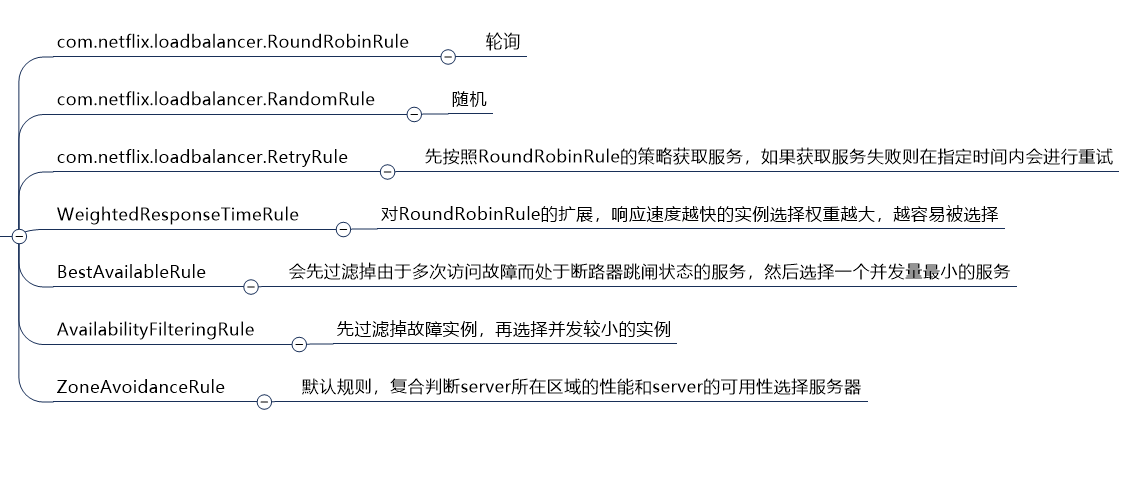 com.netflix.loadbalancer.RoundRobinRule 轮询
com.netflix.loadbalancer.RandomRule 随机
com.netflix.loadbalancer.RetryRule 先按照RoundRobinRule的策略获取服务，如果获取服务失败则在指定时间内会进行重试
WeightedResponseTimeRule 对RoundRobinRule的扩展，响应速度越快的实例选择权重越大，越容易被选择
BestAvailableRule 会先过滤掉由于多次访问故障而处于断路器跳闸状态的服务，然后选择一个并发量最小的服务
AvailabilityFilteringRule 先过滤掉故障实例，再选择并发较小的实例
ZoneAvoidanceRule 默认规则，复合判断server所在区域的性能和server的可用性选择服务器